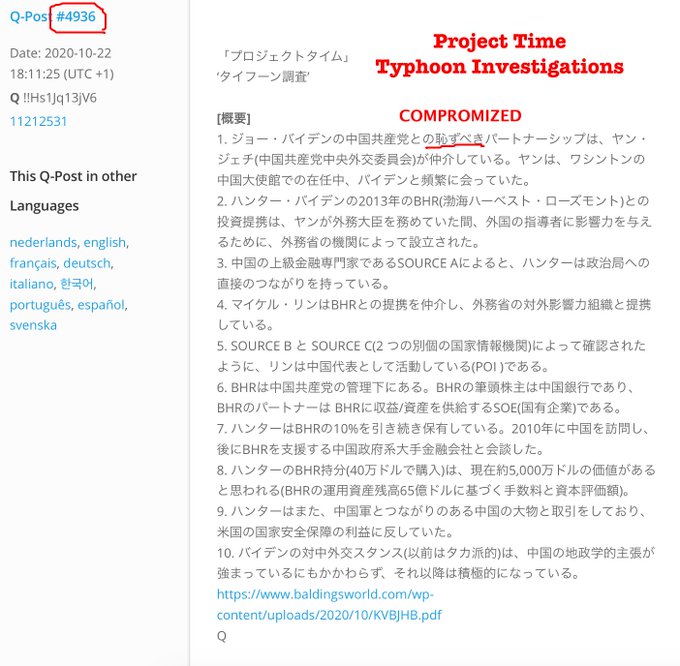 Q-Post #4936
Date: 2020-10-22
18:11:25 (UTC +1)
Q !!Hs1Jq13jV6
11212531
This Q-Post in other
Languages
nederlands, english,
français, deutsch,
italiano, 한국어,
português, español,
svenska
「プロジェクトタイム」
‘タイフーン調査’
Project Time
Typhoon Investigations
[概要]
COMPROMIZED
1. ジョー・バイデンの中国共産党との恥ずべきパートナーシップは、ヤン・
ジェチ(中国共産党中央外交委員会)が仲介している。ヤンは、ワシントンの
中国大使館での在任中、バイデンと頻繁に会っていた。
2. ハンター・バイデンの2013年のBHR(渤海ハーベスト・ローズモント)との
投資提携は、ヤンが外務大臣を務めていた間、外国の指導者に影響力を与え
るために、外務省の機関によって設立された。
3. 中国の上級金融専門家であるSOURCE Aによると、ハンターは政治局への
直接のつながりを持っている。
4. マイケル・リンはBHRとの提携を仲介し、外務省の対外影響力組織と提携
している。
5. SOURCE B と SOURCE C(2 つの別個の国家情報機関)によって確認された
ように、リンは中国代表として活動している(POI )である。
6. BHRは中国共産党の管理下にある。BHRの筆頭株主は中国銀行であり、
BHRのパートナーは BHRに収益/資産を供給するSOE(国有企業)である。
7. ハンターはBHRの10%を引き続き保有している。2010年に中国を訪問し、
後にBHRを支援する中国政府系大手金融会社と会談した。
8. ハンターのBHR持分(40万ドルで購入)は、現在約5,000万ドルの価値がある
と思われる(BHRの運用資産残高65億ドルに基づく手数料と資本評価額)。
9. ハンターはまた、中国軍とつながりのある中国の大物と取引をしており、
米国の国家安全保障の利益に反していた。
10. バイデンの対中外交スタンス(以前はタカ派的)は、中国の地政学的主張が
強まっているにもかかわらず、それ以降は積極的になっている。
https://www.baldingsworld.com/wp-
content/uploads/2020/10/KVBJHB.pdf
Q